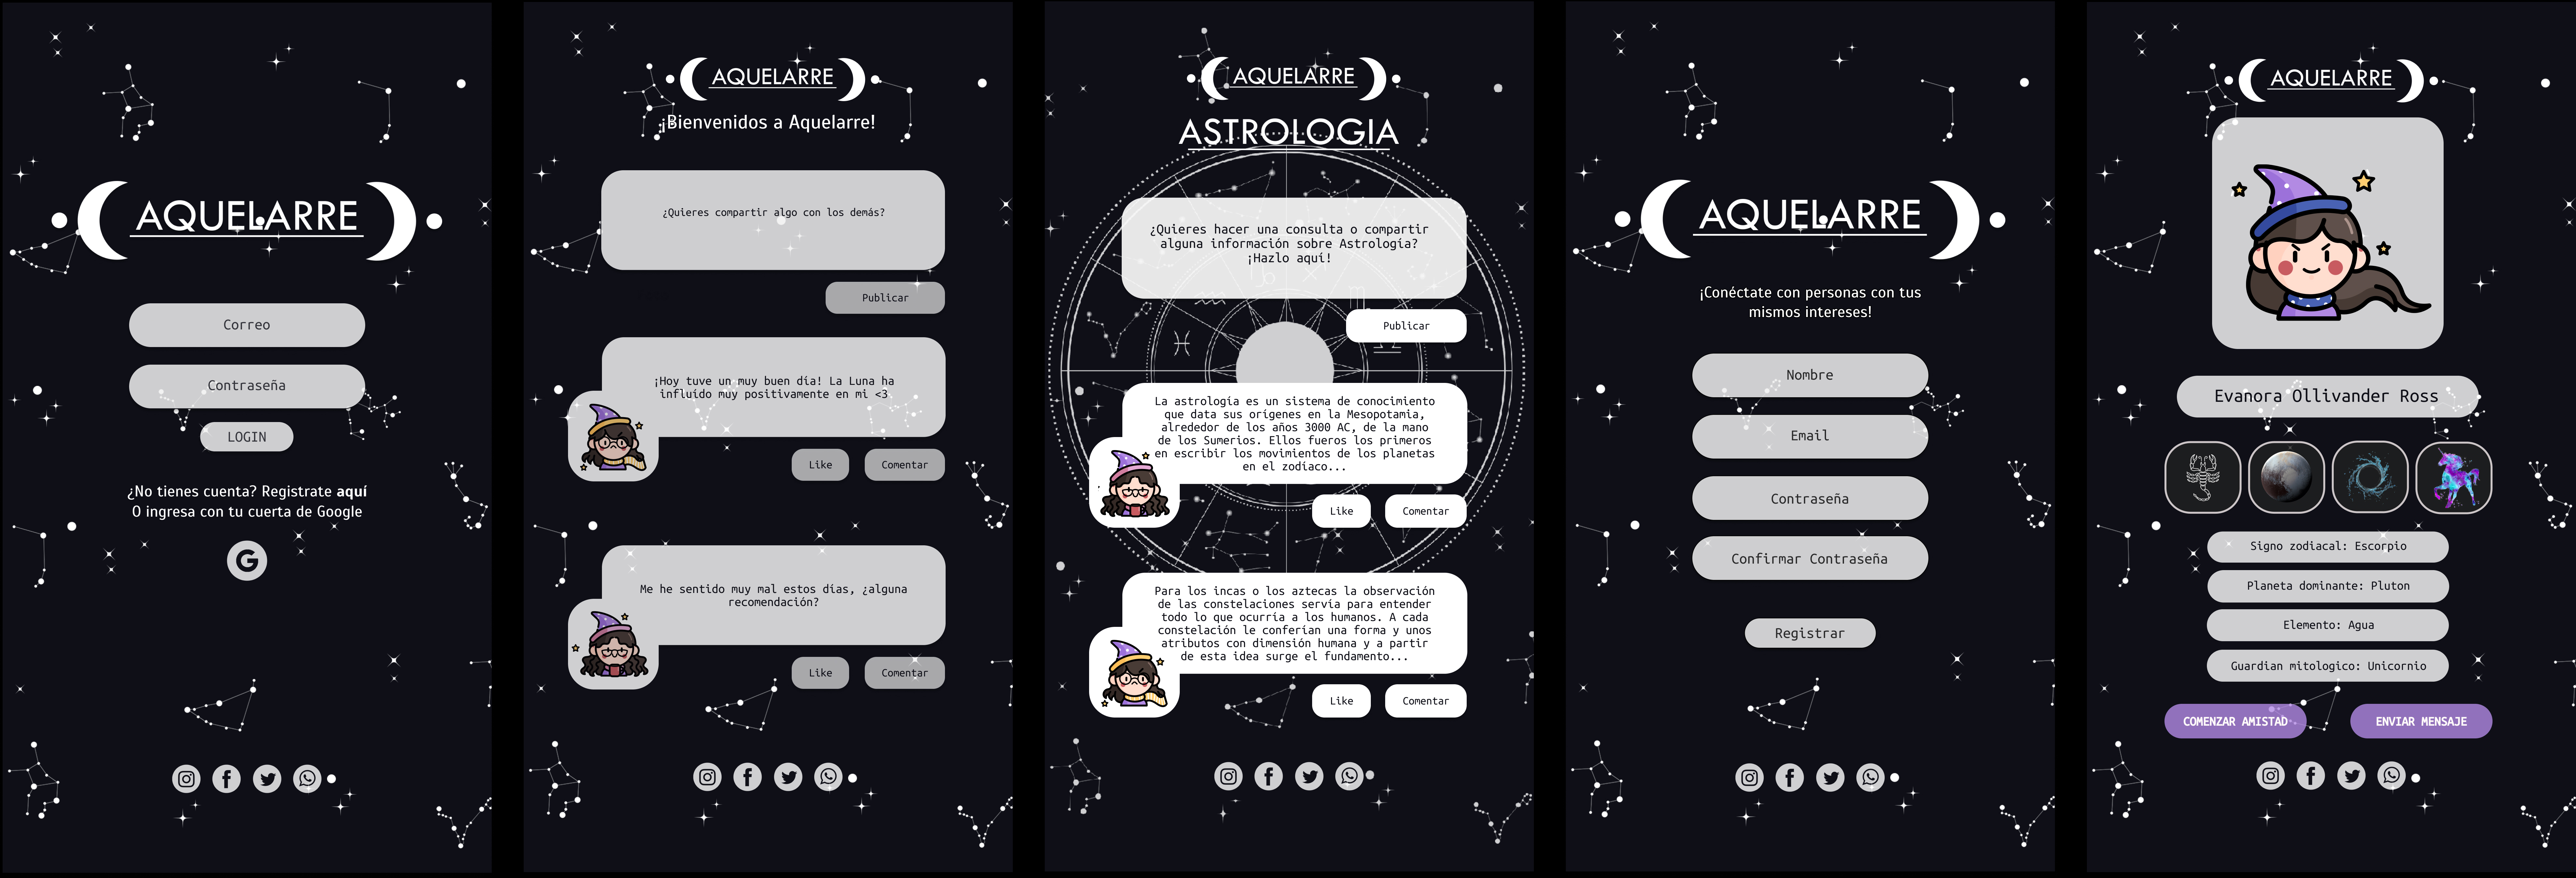 AQUELARRE
Correo
Contraseña
LOGIN
¿No tienes cuenta? Registrate aquí
O ingresa con tu cuerta de Google
G
AQUELARRE
¡Bienvenidos a Aquelarre!
¿Quieres compartir algo con los demás?
Publicar
¡Hoy tuve un muy buen día! La Luna ha
influido muy positivamente en mi <3
Like
Comentar
Me he sentido muy mal estos días, ¿alguna
recomendación?
Like
Comentar
AQUELARRE
ASTROLOGIA
¿Quieres hacer una consulta o compartir
alguna información sobre Astrología?
¡Hazlo aquí!
Publicar
La astrología es un sistema de conocimiento
que data sus orígenes en la Mesopotamia,
alrededor de los años 3000 AC, de la mano
de los Sumerios. Ellos fueros los primeros
en escribir los movimientos de los planetas
en el zodíaco...
Like
Comentar
Para los incas o los aztecas la observación
de las constelaciones servía para entender
todo lo que ocurría a los humanos. A cada
constelación le conferían una forma y unos
atributos con dimensión humana y a partir
de esta idea surge el fundamento...
Like
Comentar
AQUELARRE
¡Conéctate con personas con tus
mismos intereses!
Nombre
Email
Contraseña
Confirmar Contraseña
Registrar
AQUELARRE
Evanora Ollivander Ross
Signo zodiacal: Escorpio
Planeta dominante: Pluton
Elemento: Agua
Guardian mitologico: Unicornio
COMENZAR AMISTAD
ENVIAR MENSAJE